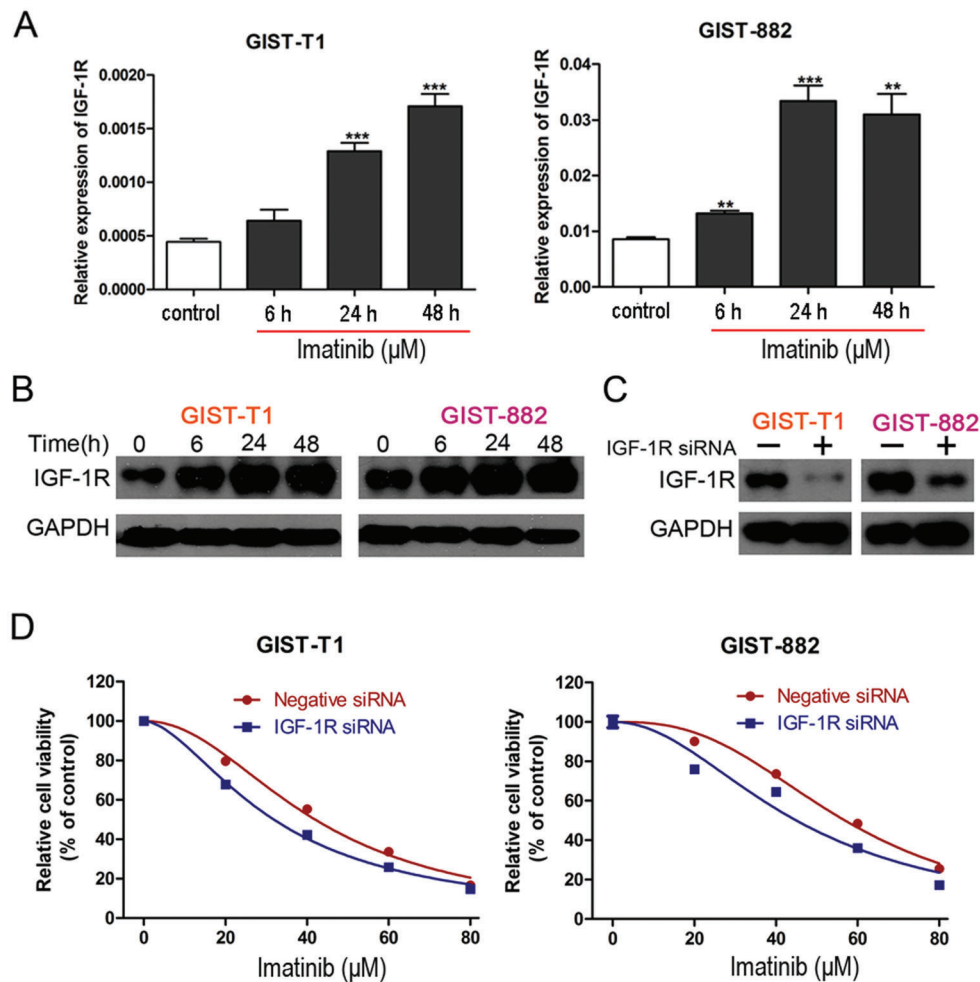 A
GIST-T1
Relative expression of IGF-1R
0.0020
0.0015
0.0010
0.0005
0.0000
***
***
control 6 h 24 h 48 h
Imatinib (µM)
GIST-882
Relative expression of IGF-1R
0.04
0.03
0.02
0.01
0.00
**
***
**
control 6 h 24 h 48 h
Imatinib (µM)
B
GIST-T1 GIST-882
Time(h) 0 6 24 48 0 6 24 48
IGF-1R
GAPDH
C
GIST-T1 GIST-882
IGF-1R siRNA − + − +
IGF-1R
GAPDH
D
GIST-T1
Relative cell viability
(% of control)
120
100
80
60
40
20
0
Negative siRNA
IGF-1R siRNA
0 20 40 60 80
Imatinib (µM)
GIST-882
Relative cell viability
(% of control)
120
100
80
60
40
20
0
Negative siRNA
IGF-1R siRNA
0 20 40 60 80
Imatinib (µM)